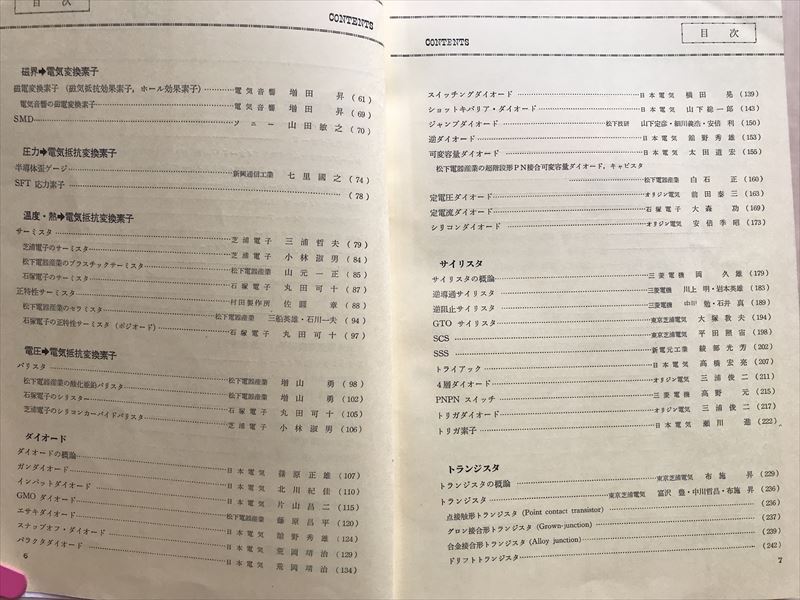 目 次
CONTENTS
磁界➡電気変換素子
磁電変換素子（磁気抵抗効果素子，ホール効果素子）…………電気音響 増田 昇（61）
電気音響の磁電変換素子…………電気音響 増田 昇（69）
SMD…………ソニー 山田敏之（70）
圧力➡電気抵抗変換素子
半導体歪ゲージ…………新興通信工業 七里國之（74）
SFT 応力素子…………（78）
温度・熱➡電気抵抗変換素子
サーミスタ…………芝浦電子 三浦哲夫（79）
芝浦電子のサーミスタ…………芝浦電子 小林淑男（84）
松下電器産業のプラスチックサーミスタ…………松下電器産業 山元一正（85）
石塚電子のサーミスタ…………石塚電子 丸田可十（87）
正特性サーミスタ…………村田製作所 佐圓 章（88）
松下電器産業のセラミスタ…………松下電器産業 三船英雄・石川一夫（94）
石塚電子の正特性サーミスタ（ポジオード）…………石塚電子 丸田可十（97）
電圧➡電気抵抗変換素子
バリスタ…………松下電器産業 増山 勇（98）
松下電器産業の酸化亜鉛バリスタ…………松下電器産業 増山 勇（102）
石塚電子のシリスター…………石塚電子 丸田可十（105）
芝浦電子のシリコンカーバイドバリスタ…………芝浦電子 小林淑男（106）
ダイオード
ダイオードの概論…………日本電気 篠原正雄（107）
ガンダイオード…………日本電気 北川紀佳（110）
インパットダイオード…………日本電気 片山昌二（115）
GMO ダイオード…………松下電器産業 藤原昌平（120）
エサキダイオード…………日本電気 舘野秀雄（124）
スナップオフ・ダイオード…………日本電気 荒岡靖治（129）
バラクタダイオード…………日本電気 荒岡靖治（134）
6
目 次
CONTENTS
スイッチングダイオード…………日本電気 横田 晃（139）
ショットキバリア・ダイオード…………日本電気 山下総一郎（143）
ジャンプダイオード…………松下技研 山下定彦・細川義浩・安倍 利（150）
逆ダイオード…………日本電気 舘野秀雄（153）
可変容量ダイオード…………日本電気 太田道宏（155）
松下電器産業の超階段形PN接合可変容量ダイオード，キャピスタ
…………松下電器産業 白石 正（160）
定電圧ダイオード…………オリジン電気 前田泰三（163）
定電流ダイオード…………石塚電子 大森 功（169）
シリコンダイオード…………オリジン電気 安倍季昭（173）
サイリスタ
サイリスタの概論…………三菱電機 岡 久雄（179）
逆導通サイリスタ…………三菱電機 川上 明・岩本英雄（183）
逆阻止サイリスタ…………三菱電機 勉・石井 真（189）
GTO サイリスタ…………東京芝浦電気 大塚敦夫（194）
SCS…………東京芝浦電気 平田照宙（198）
SSS…………新電元工業 綾部光芳（202）
トライアック…………日本電気 高橋宏亮（207）
4層ダイオード…………オリジン電気 三浦俊二（211）
PNPN スイッチ…………三菱電機 高野 元（215）
トリガダイオード…………オリジン電気 三浦俊二（217）
トリガ素子…………日本電気 瀬川 進（222）
トランジスタ
トランジスタの概論…………東京芝浦電気 布施 昇（229）
トランジスタ…………東京芝浦電気 富沢 豊・中川哲昌・布施 昇（236）
点接触形トランジスタ (Point contact transistor)…………（236）
グロン接合形トランジスタ (Grown-junction)…………（237）
合金接合形トランジスタ (Alloy junction)…………（239）
ドリフトトランジスタ…………（242）
7